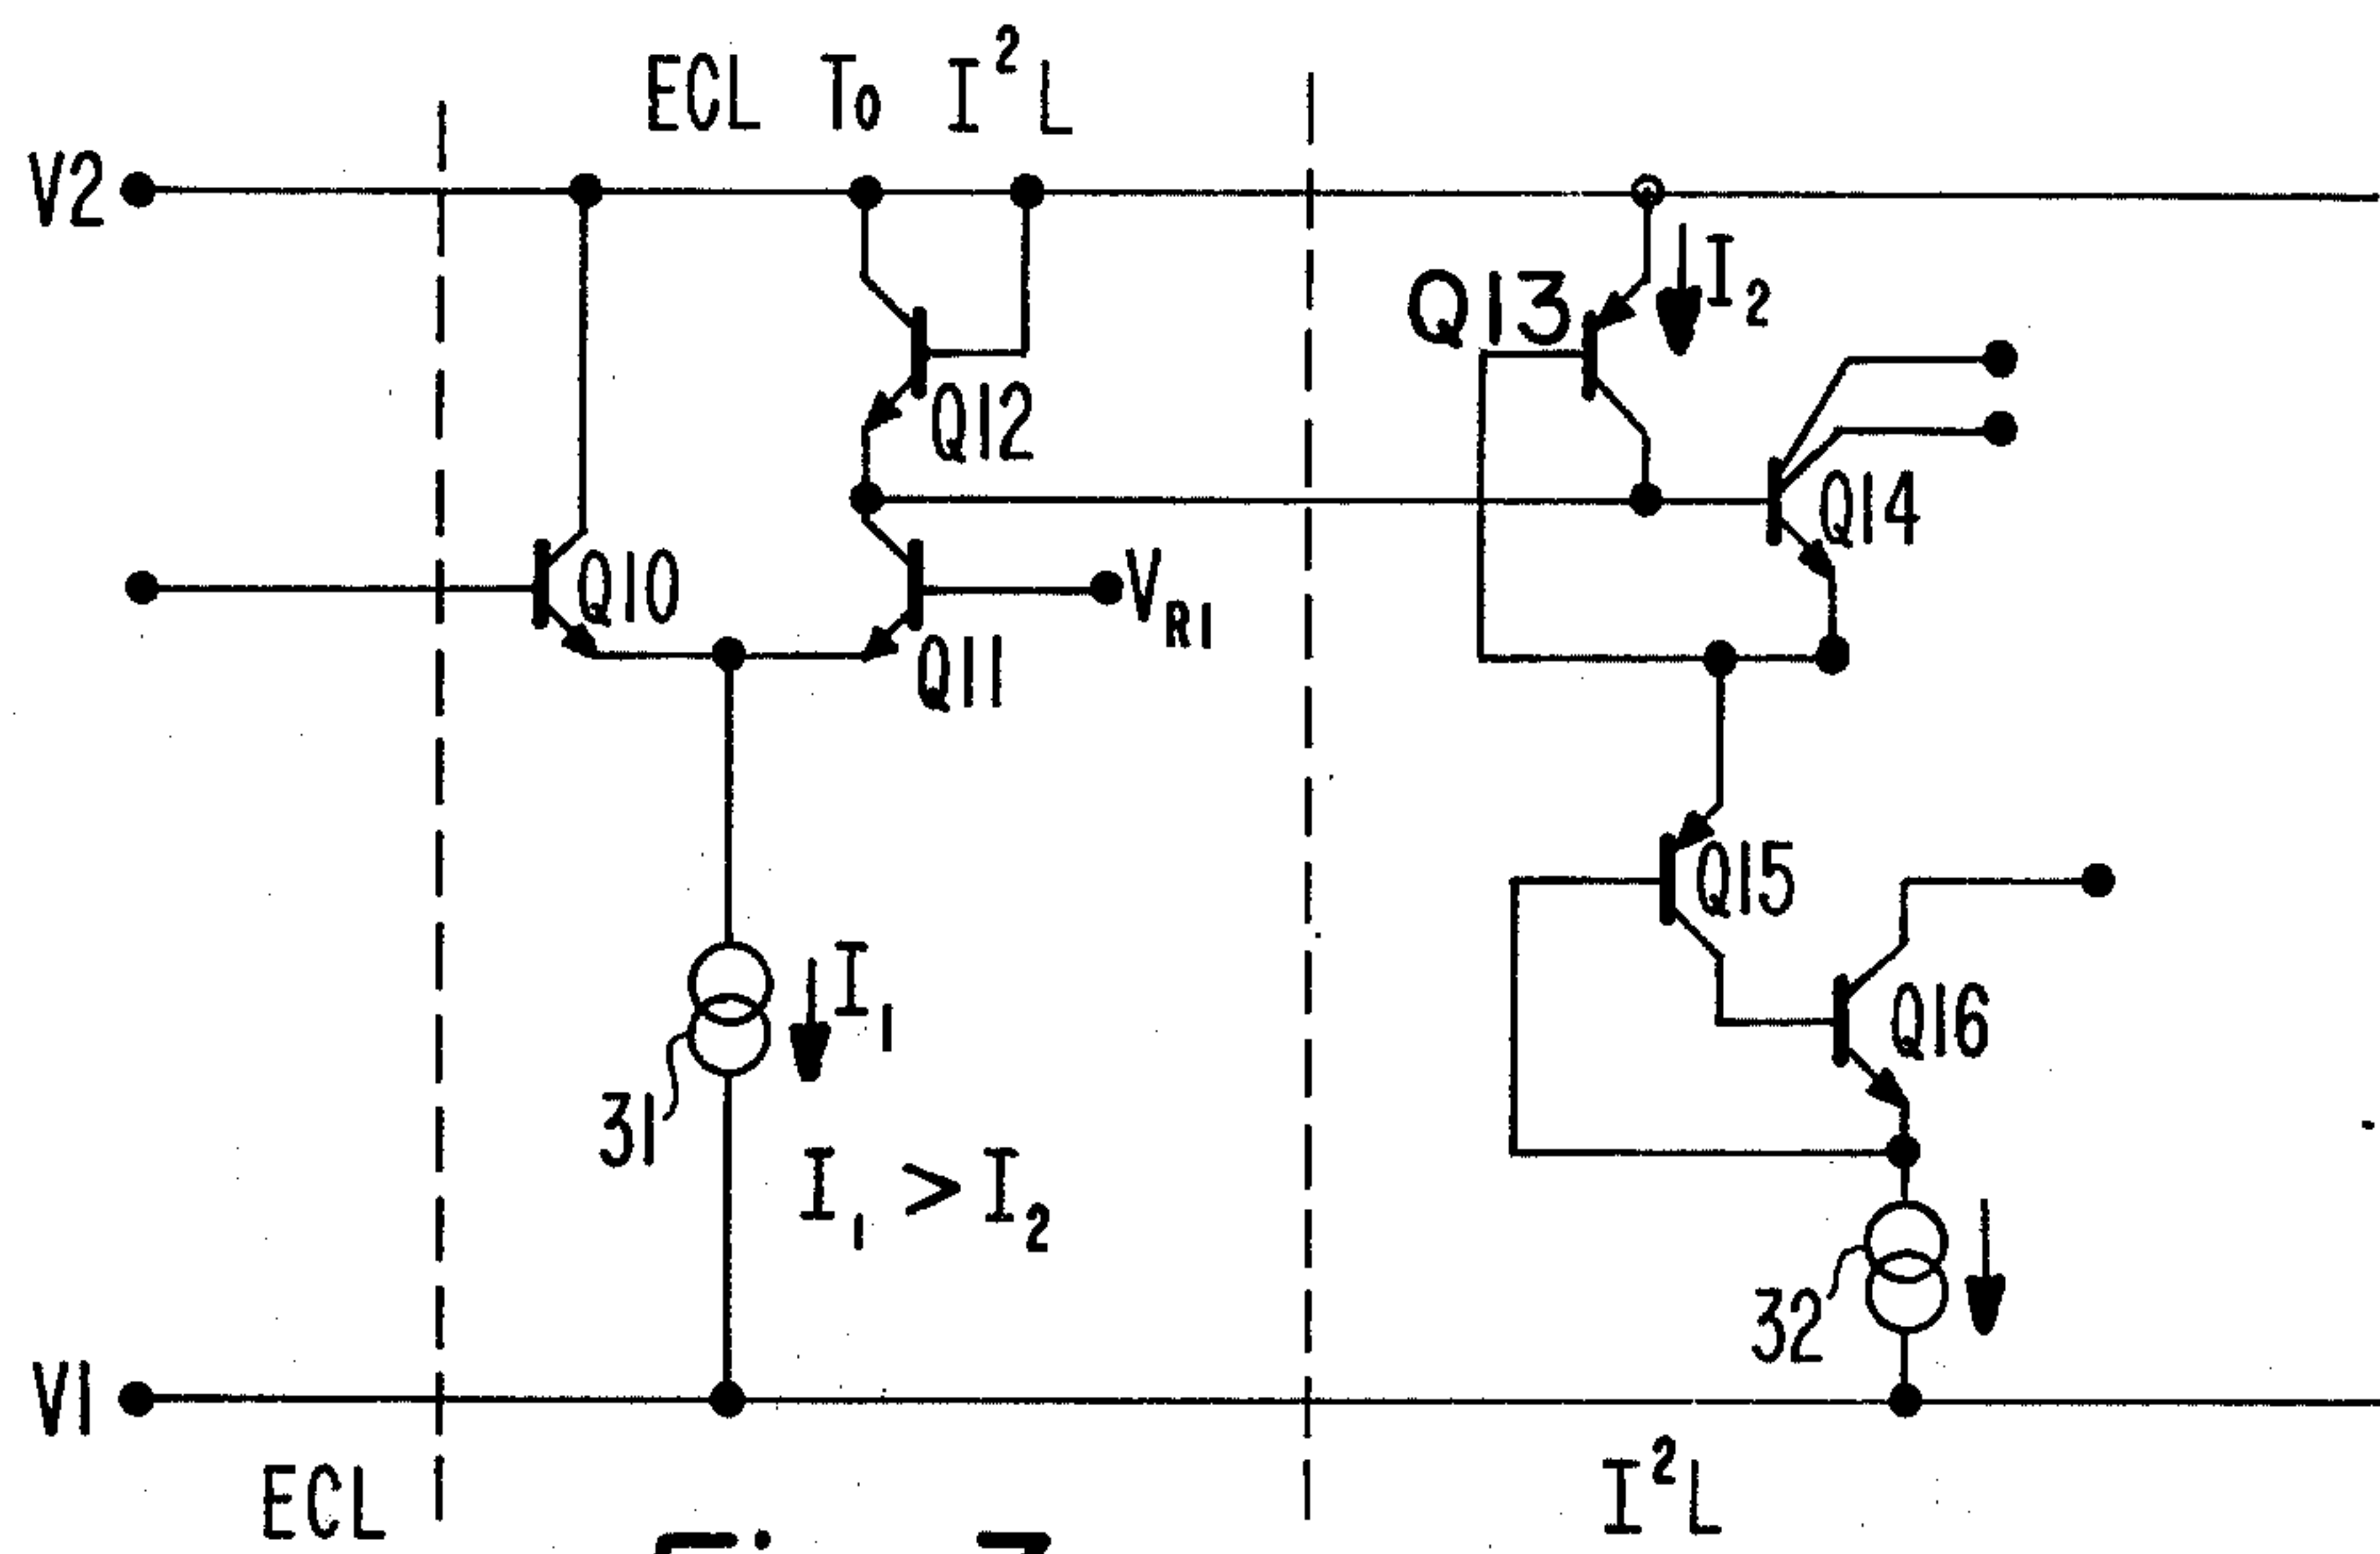 ECL To I²L
V2
Q13
I₂
Q12
Q14
Q10
V_R1
Q11
Q15
I₁
Q16
31
I₁ > I₂
32
V1
ECL
I²L